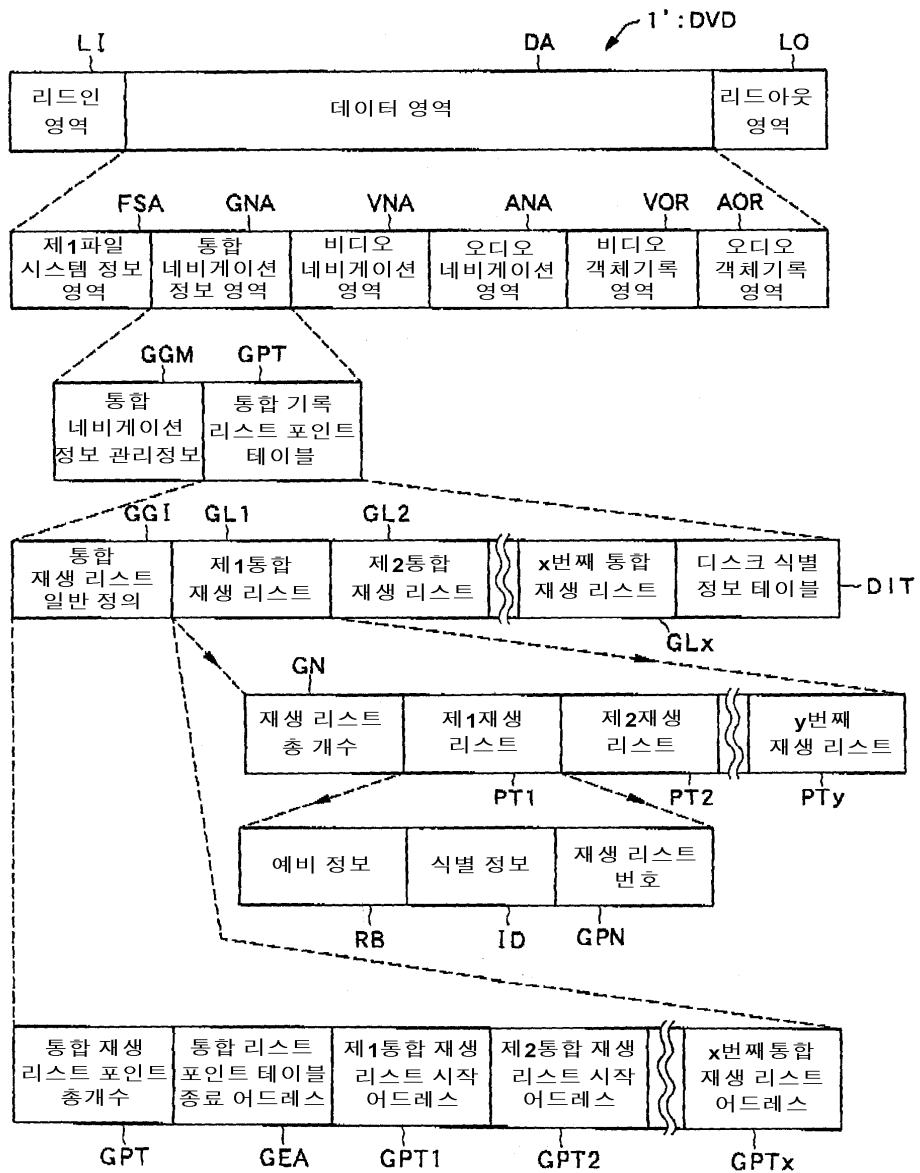 1':DVD
LI
DA
LO
리드인
영역
데이터 영역
리드아웃
영역
FSA
GNA
VNA
ANA
VOR
AOR
제1파일
시스템 정보
영역
통합
네비게이션
정보 영역
비디오
네비게이션
영역
오디오
네비게이션
영역
비디오
객체기록
영역
오디오
객체기록
영역
GGM
GPT
통합
네비게이션
정보 관리정보
통합 기록
리스트 포인트
테이블
GGI
GL1
GL2
통합
재생 리스트
일반 정의
제1통합
재생 리스트
제2통합
재생 리스트
x번째 통합
재생 리스트
디스크 식별
정보 테이블
DIT
GLx
GN
재생 리스트
총 개수
제1재생
리스트
제2재생
리스트
y번째
재생 리스트
PT1
PT2
PTy
예비 정보
식별 정보
재생 리스트
번호
RB
ID
GPN
통합 재생
리스트 포인트
총개수
통합 리스트
포인트 테이블
종료 어드레스
제1통합 재생
리스트 시작
어드레스
제2통합 재생
리스트 시작
어드레스
x번째통합
재생 리스트
어드레스
GPT
GEA
GPT1
GPT2
GPTx